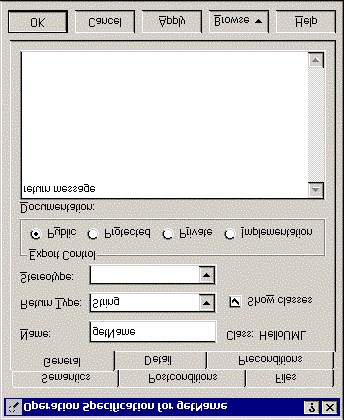 Operation Specification for getName
Semantics Postconditions Files
General Detail Preconditions
Name: getName Class: HelloUML
Return Type: String Show classes
Stereotype:
Export Control
Public Protected Private Implementation
Documentation:
return message
OK Cancel Apply Browse Help